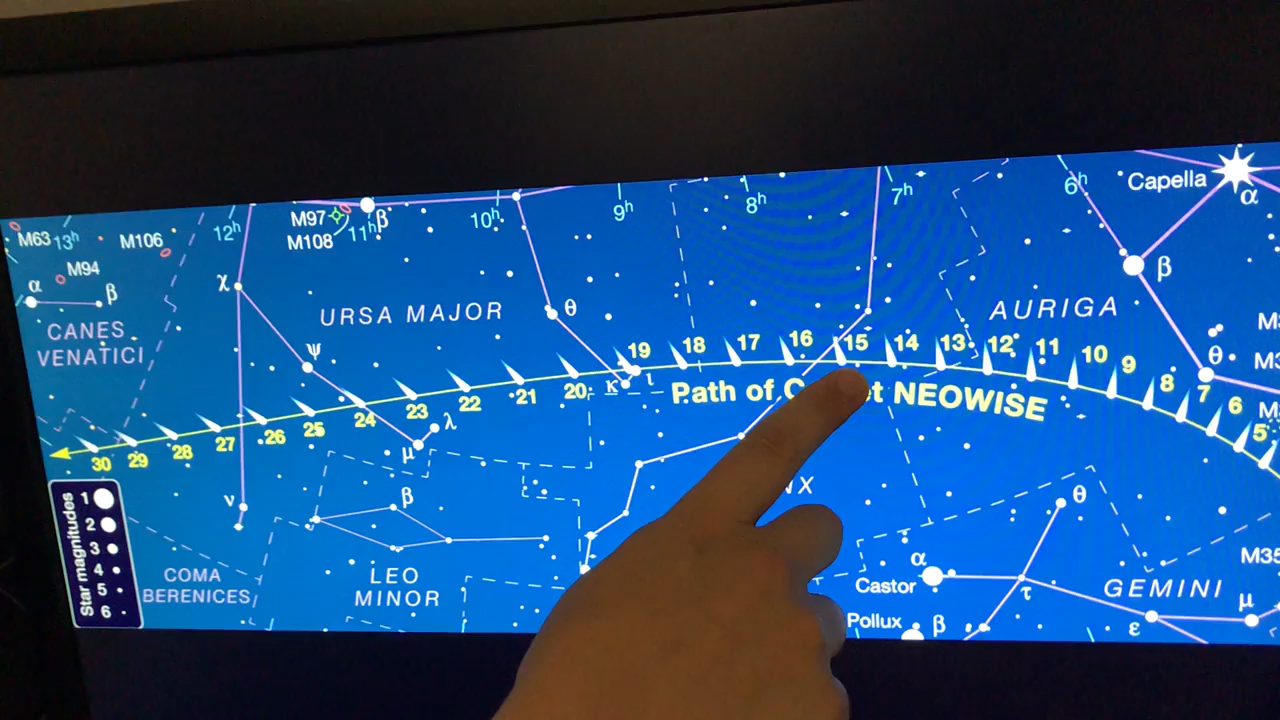 Capella
α
6ʰ
7ʰ
8ʰ
9ʰ
10ʰ
M97
11ʰ
β
M108
12ʰ
M63
13ʰ
M106
M94
α
β
χ
β
CANES
VENATICI
URSA MAJOR
θ
AURIGA
ψ
θ
κ
ι
19
18
17
16
15
14
13
12
11
10
9
8
7
6
5
20
21
22
23
24
25
26
27
28
29
30
Path of C
et NEOWISE
λ
μ
ν
β
Star magnitudes
1
2
3
4
5
6
COMA
BERENICES
LEO
MINOR
NX
θ
α
Castor
τ
GEMINI
M35
μ
ε
Pollux
β